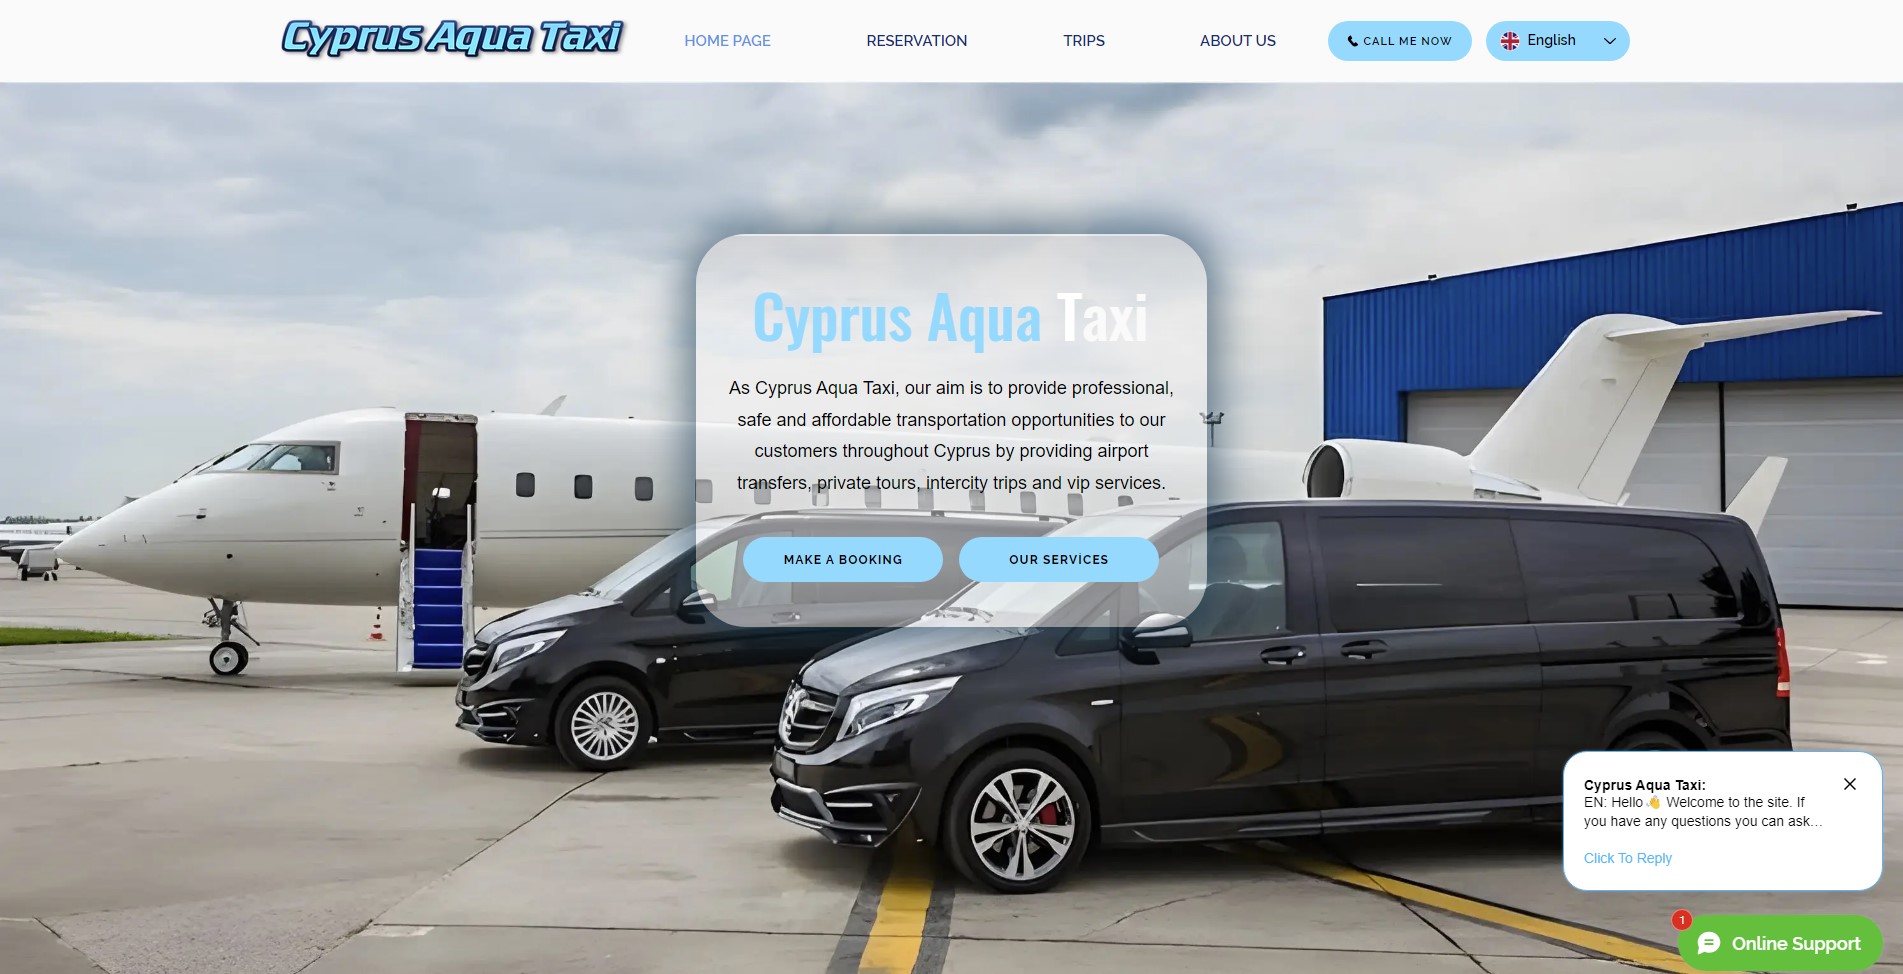 Cyprus Aqua Taxi
HOME PAGE
RESERVATION
TRIPS
ABOUT US
CALL ME NOW
English
Cyprus Aqua Taxi
As Cyprus Aqua Taxi, our aim is to provide professional,
safe and affordable transportation opportunities to our
customers throughout Cyprus by providing airport
transfers, private tours, intercity trips and vip services.
MAKE A BOOKING
OUR SERVİCES
Cyprus Aqua Taxi:
EN: Hello👋 Welcome to the site. If
you have any questions you can ask...
Click To Reply
1
Online Support